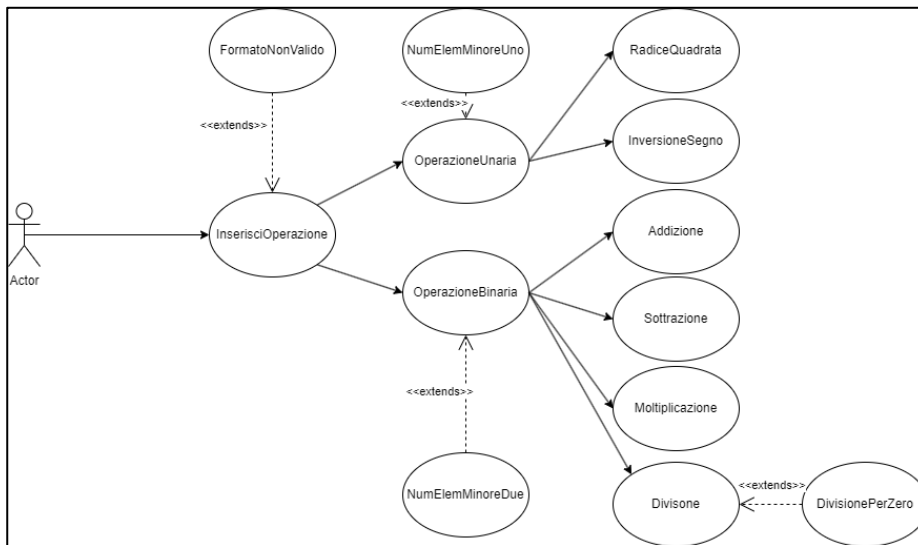 FormatoNonValido
NumElemMinoreUno
RadiceQuadrata
<<extends>>
<<extends>>
InversioneSegno
OperazioneUnaria
InserisciOperazione
Addizione
Actor
OperazioneBinaria
Sottrazione
<<extends>>
Moltiplicazione
NumElemMinoreDue
<<extends>>
Divisone
DivisionePerZero